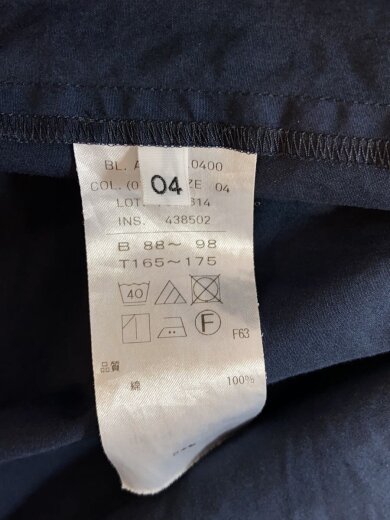 BL. A 0400
04
COL. (0 ZE 04
LOT 314
INS. 438502
B 88～ 98
T165～175
40
F
F63
品質
綿 100%